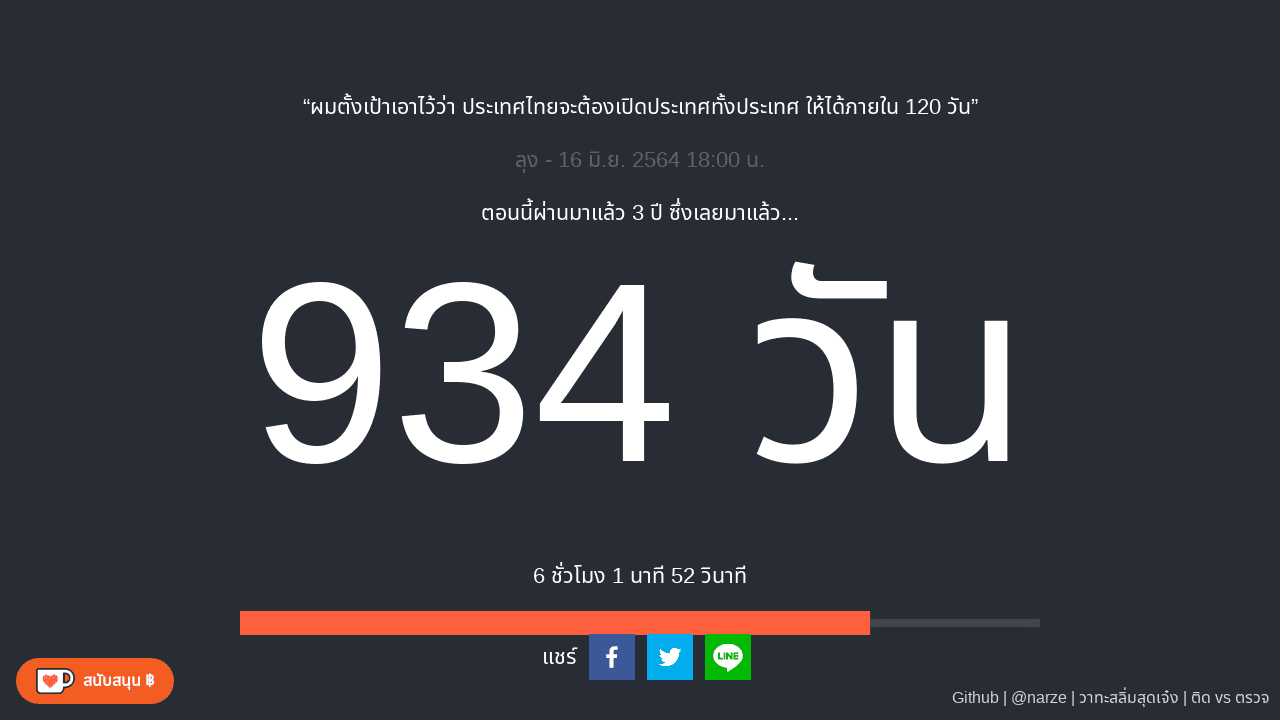 “ผมตั้งเป้าเอาไว้ว่า ประเทศไทยจะต้องเปิดประเทศทั้งประเทศ ให้ได้ภายใน 120 วัน”
ลุง - 16 มิ.ย. 2564 18:00 น.
ตอนนี้ผ่านมาแล้ว 3 ปี ซึ่งเลยมาแล้ว...
934 วัน
6 ชั่วโมง 1 นาที 52 วินาที
แชร์
LINE
สนับสนุน ฿
Github | @narze | วาทะสลิ่มสุดเจ๋ง | ติด vs ตรวจ